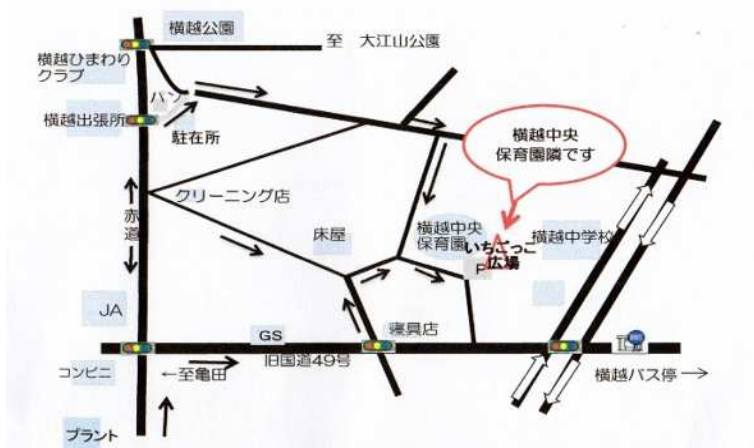 横越公園
至 大江山公園
横越ひまわり
クラブ
パン
横越出張所
駐在所
横越中央
保育園隣です
クリーニング店
赤道
床屋
横越中央
保育園
いちごっこ
広場
P
横越中学校
JA
GS
寝具店
旧国道49号
コンビニ
←至亀田
横越バス停→
プラント